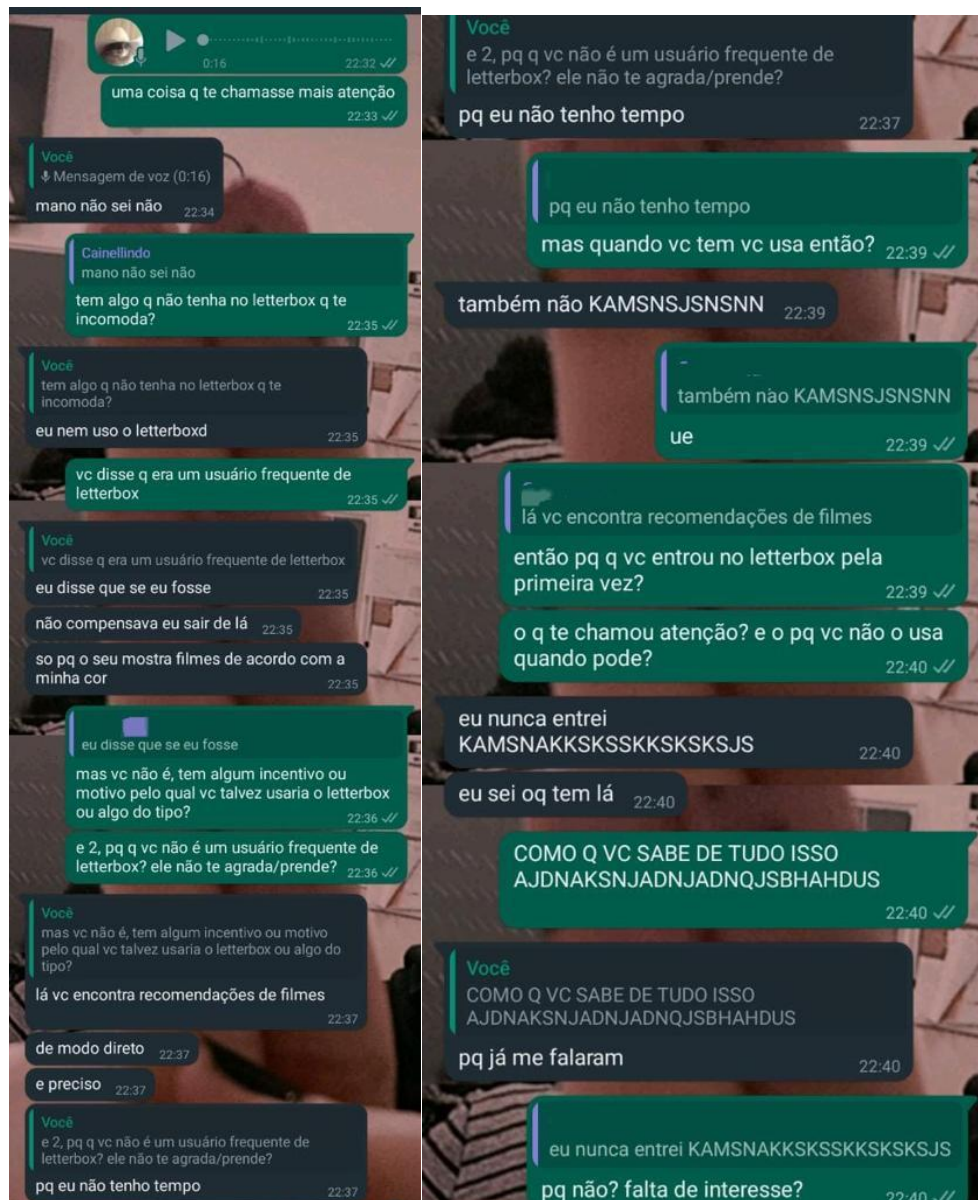 0:16
22:32
uma coisa q te chamasse mais atenção
22:33
Você
Mensagem de voz (0:16)
mano não sei não
22:34
Cainellindo
mano não sei não
tem algo q não tenha no letterbox q te
incomoda?
22:35
Você
tem algo q não tenha no letterbox q te
incomoda?
eu nem uso o letterboxd
22:35
vc disse q era um usuário frequente de
letterbox
22:35
Você
vc disse q era um usuário frequente de letterbox
eu disse que se eu fosse
22:35
não compensava eu sair de lá
22:35
so pq o seu mostra filmes de acordo com a
minha cor
22:35
eu disse que se eu fosse
mas vc não é, tem algum incentivo ou
motivo pelo qual vc talvez usaria o letterbox
ou algo do tipo?
22:36
e 2, pq q vc não é um usuário frequente de
letterbox? ele não te agrada/prende?
22:36
Você
mas vc não é, tem algum incentivo ou motivo
pelo qual vc talvez usaria o letterbox ou algo do
tipo?
lá vc encontra recomendações de filmes
22:37
de modo direto
22:37
e preciso
22:37
Você
e 2, pq q vc não é um usuário frequente de
letterbox? ele não te agrada/prende?
pq eu não tenho tempo
22:37
Você
e 2, pq q vc não é um usuário frequente de
letterbox? ele não te agrada/prende?
pq eu não tenho tempo
22:37
pq eu não tenho tempo
mas quando vc tem vc usa então?
22:39
também não KAMSNSJSNSNN
22:39
também não KAMSNSJSNSNN
ue
22:39
lá vc encontra recomendações de filmes
então pq q vc entrou no letterbox pela
primeira vez?
22:39
o q te chamou atenção? e o pq vc não o usa
quando pode?
22:40
eu nunca entrei
KAMSNAKKSKSSKKSKSKSJS
22:40
eu sei oq tem lá
22:40
COMO Q VC SABE DE TUDO ISSO
AJDNAKSNJADNJADNQJSBHAHDUS
22:40
Você
COMO Q VC SABE DE TUDO ISSO
AJDNAKSNJADNJADNQJSBHAHDUS
pq já me falaram
22:40
eu nunca entrei KAMSNAKKSKSSKKSKSKSJS
pq não? falta de interesse?
22:40